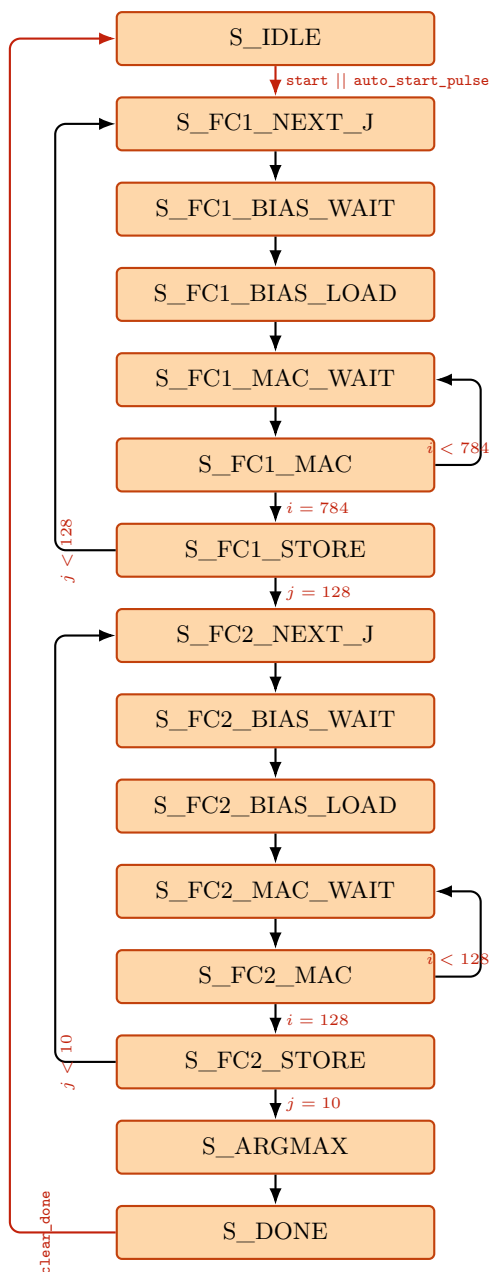 S_IDLE
start || auto_start_pulse
S_FC1_NEXT_J
S_FC1_BIAS_WAIT
S_FC1_BIAS_LOAD
S_FC1_MAC_WAIT
i < 784
S_FC1_MAC
i = 784
j < 128
S_FC1_STORE
j = 128
S_FC2_NEXT_J
S_FC2_BIAS_WAIT
S_FC2_BIAS_LOAD
S_FC2_MAC_WAIT
i < 128
S_FC2_MAC
i = 128
j < 10
S_FC2_STORE
j = 10
S_ARGMAX
S_DONE
clear_done